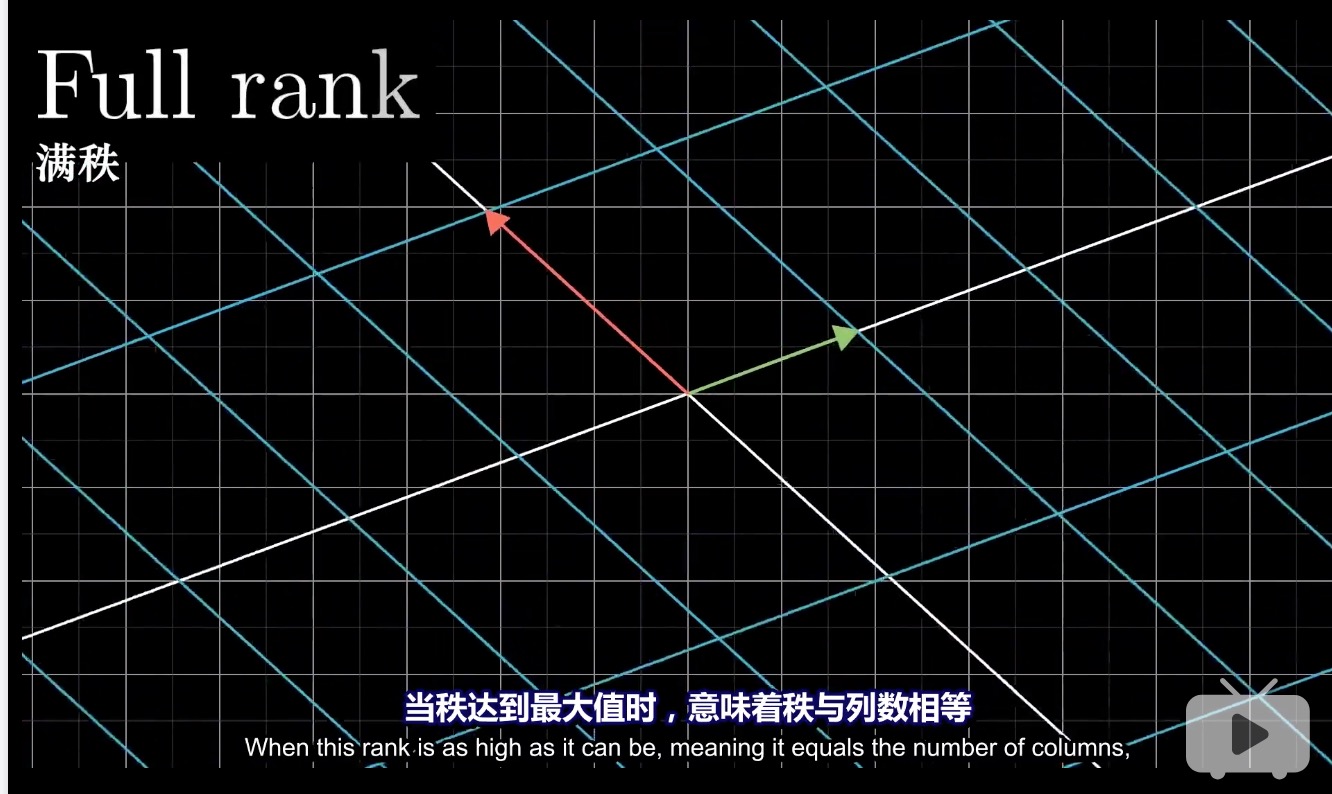 Full rank
满秩
当秩达到最大值时，意味着秩与列数相等
When this rank is as high as it can be, meaning it equals the number of columns,